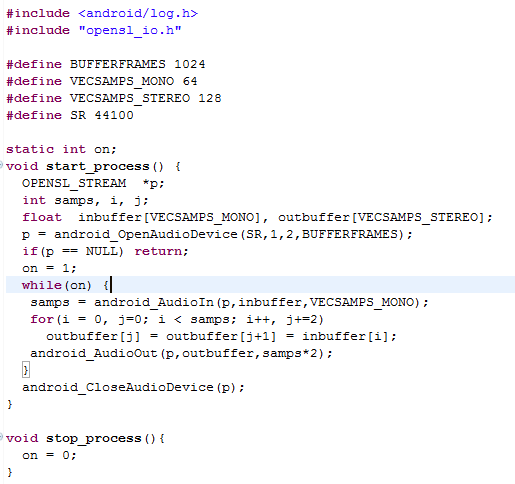 #include <android/log.h>
#include "opensl_io.h"

#define BUFFERFRAMES 1024
#define VECSAMPS_MONO 64
#define VECSAMPS_STEREO 128
#define SR 44100

static int on;
void start_process() {
  OPENSL_STREAM  *p;
  int samps, i, j;
  float  inbuffer[VECSAMPS_MONO], outbuffer[VECSAMPS_STEREO];
  p = android_OpenAudioDevice(SR,1,2,BUFFERFRAMES);
  if(p == NULL) return;
  on = 1;
  while(on) {
   samps = android_AudioIn(p,inbuffer,VECSAMPS_MONO);
   for(i = 0, j=0; i < samps; i++, j+=2)
     outbuffer[j] = outbuffer[j+1] = inbuffer[i];
   android_AudioOut(p,outbuffer,samps*2);
  }
  android_CloseAudioDevice(p);
}

void stop_process(){
  on = 0;
}